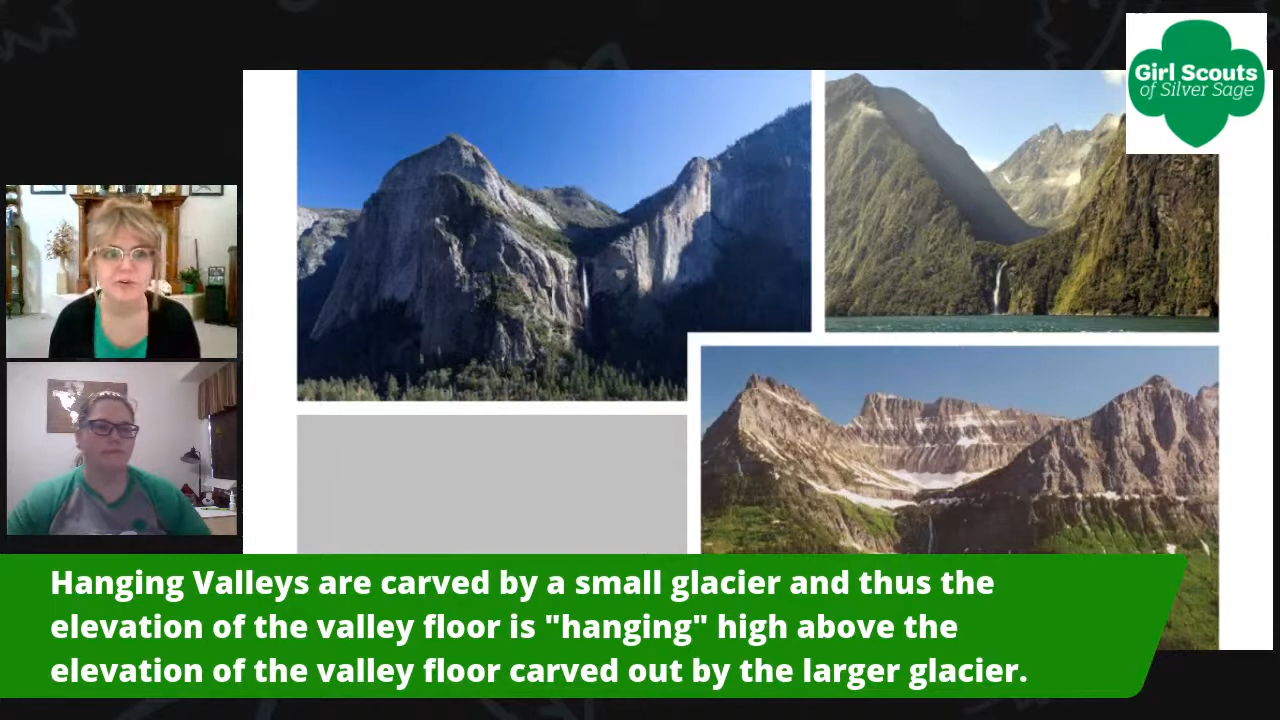 Girl Scouts
of Silver Sage
Hanging Valleys are carved by a small glacier and thus the
elevation of the valley floor is "hanging" high above the
elevation of the valley floor carved out by the larger glacier.